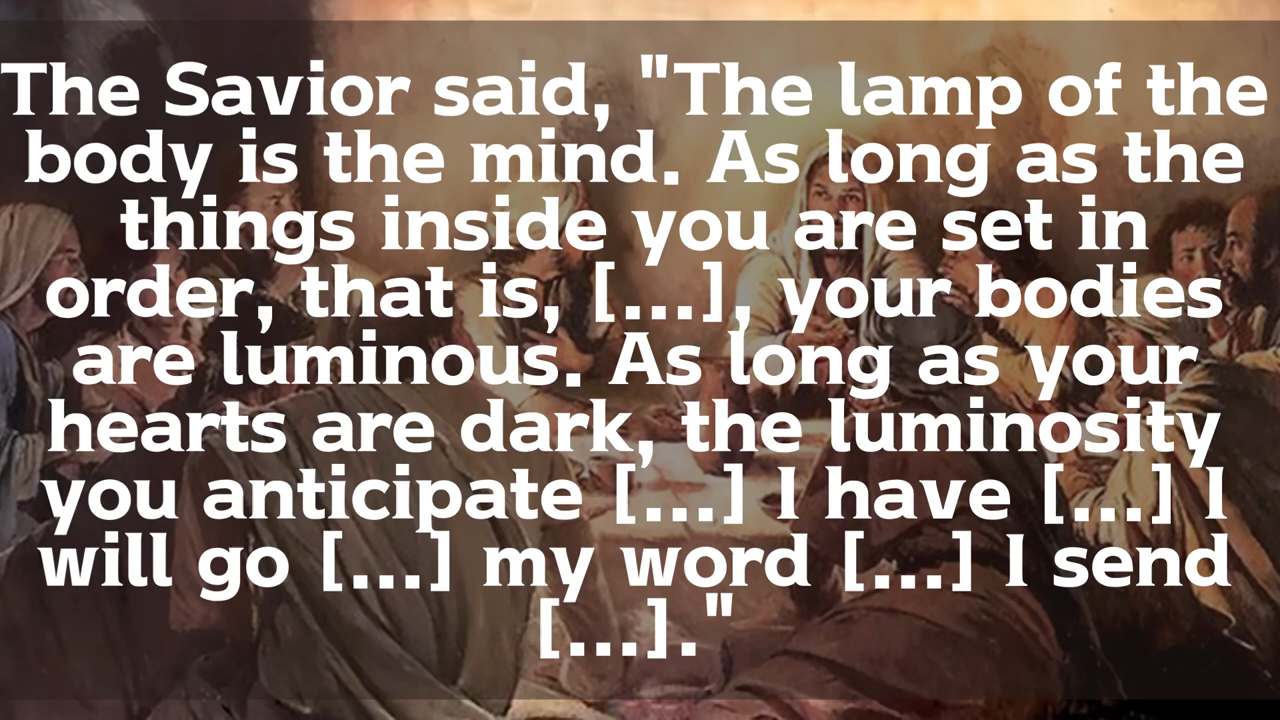 The Savior said, "The lamp of the
body is the mind. As long as the
things inside you are set in
order, that is, [...], your bodies
are luminous. As long as your
hearts are dark, the luminosity
you anticipate [...] I have [...] I
will go [...] my word [...] I send
[...]."